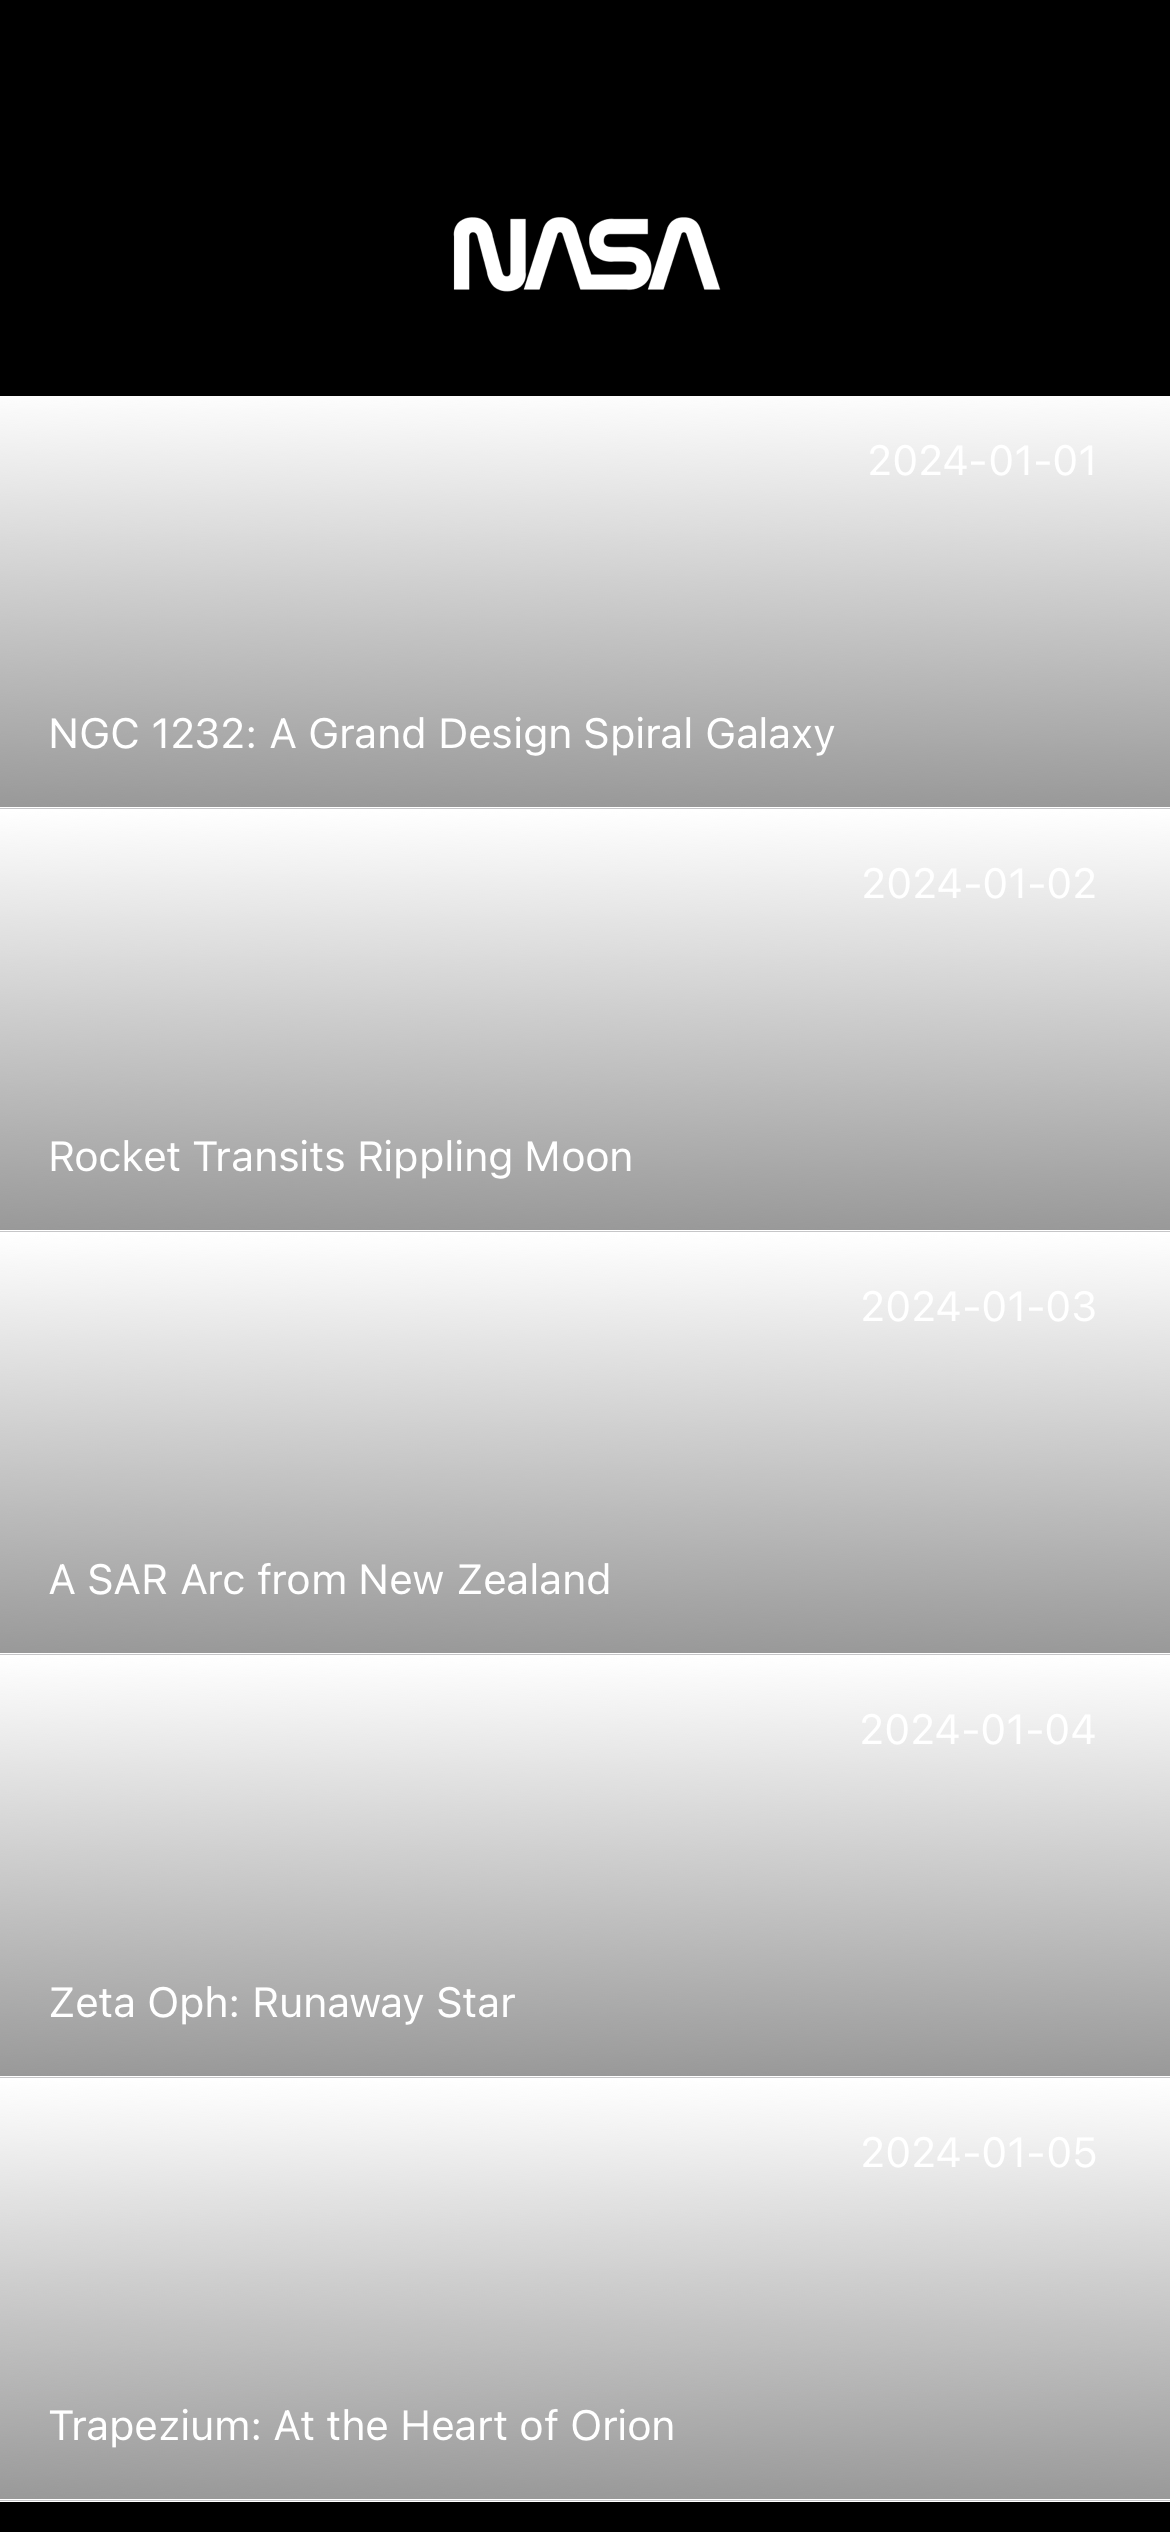 NASA
2024-01-01
NGC 1232: A Grand Design Spiral Galaxy
2024-01-02
Rocket Transits Rippling Moon
2024-01-03
A SAR Arc from New Zealand
2024-01-04
Zeta Oph: Runaway Star
2024-01-05
Trapezium: At the Heart of Orion